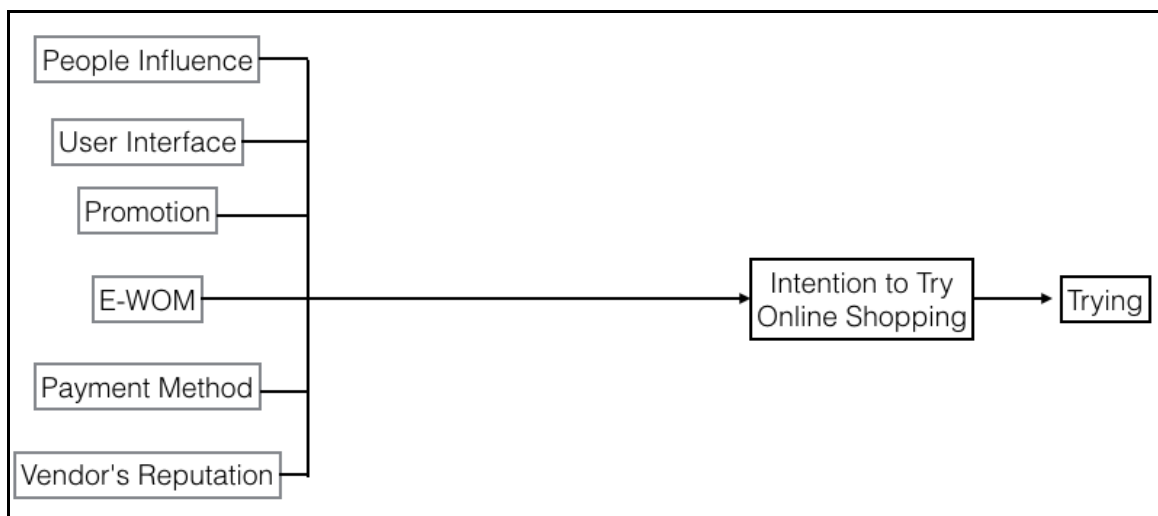 People Influence
User Interface
Promotion
E-WOM
Payment Method
Vendor's Reputation
Intention to Try
Online Shopping
Trying